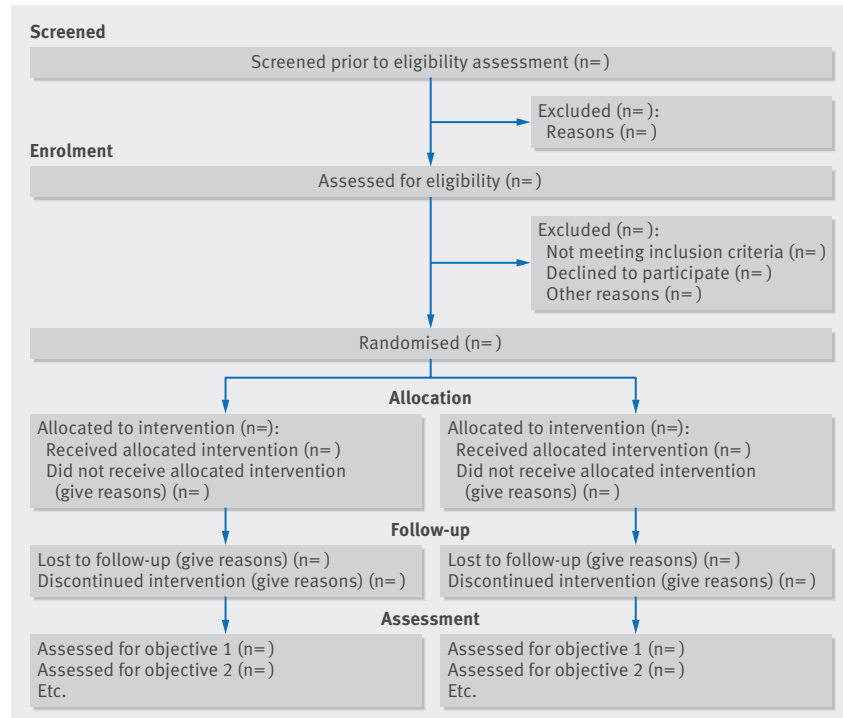 Screened
Screened prior to eligibility assessment (n= )
Excluded (n= ):
Reasons (n= )
Enrolment
Assessed for eligibility (n= )
Excluded (n= ):
Not meeting inclusion criteria (n= )
Declined to participate (n= )
Other reasons (n= )
Randomised (n= )
Allocation
Allocated to intervention (n=):
Received allocated intervention (n= )
Did not receive allocated intervention
(give reasons) (n= )
Allocated to intervention (n=):
Received allocated intervention (n= )
Did not receive allocated intervention
(give reasons) (n= )
Follow-up
Lost to follow-up (give reasons) (n= )
Discontinued intervention (give reasons) (n= )
Lost to follow-up (give reasons) (n= )
Discontinued intervention (give reasons) (n= )
Assessment
Assessed for objective 1 (n= )
Assessed for objective 2 (n= )
Etc.
Assessed for objective 1 (n= )
Assessed for objective 2 (n= )
Etc.